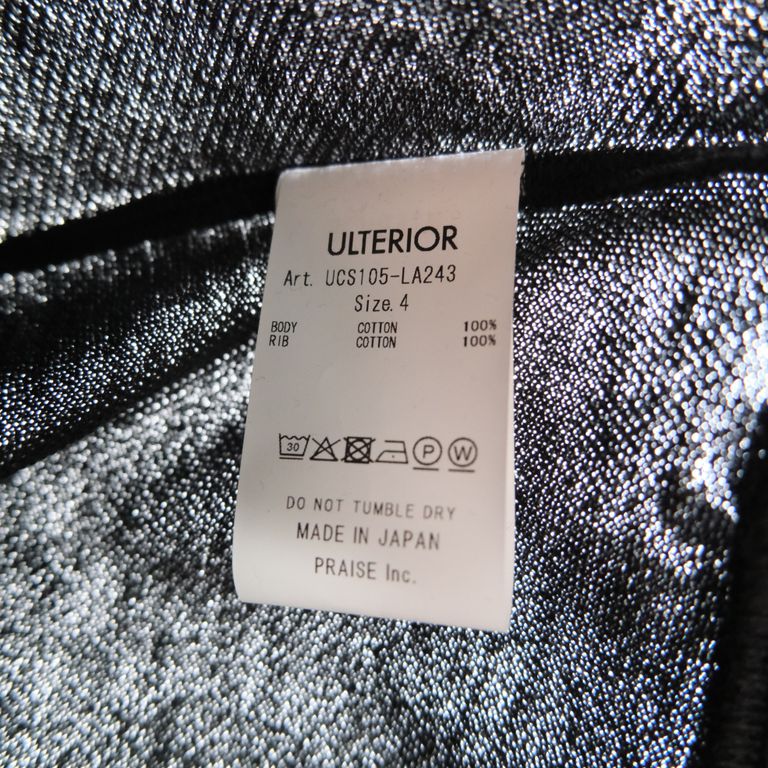 ULTERIOR
Art. UCS105-LA243
Size. 4
BODY COTTON 100%
RIB COTTON 100%
30 P W
DO NOT TUMBLE DRY
MADE IN JAPAN
PRAISE Inc.